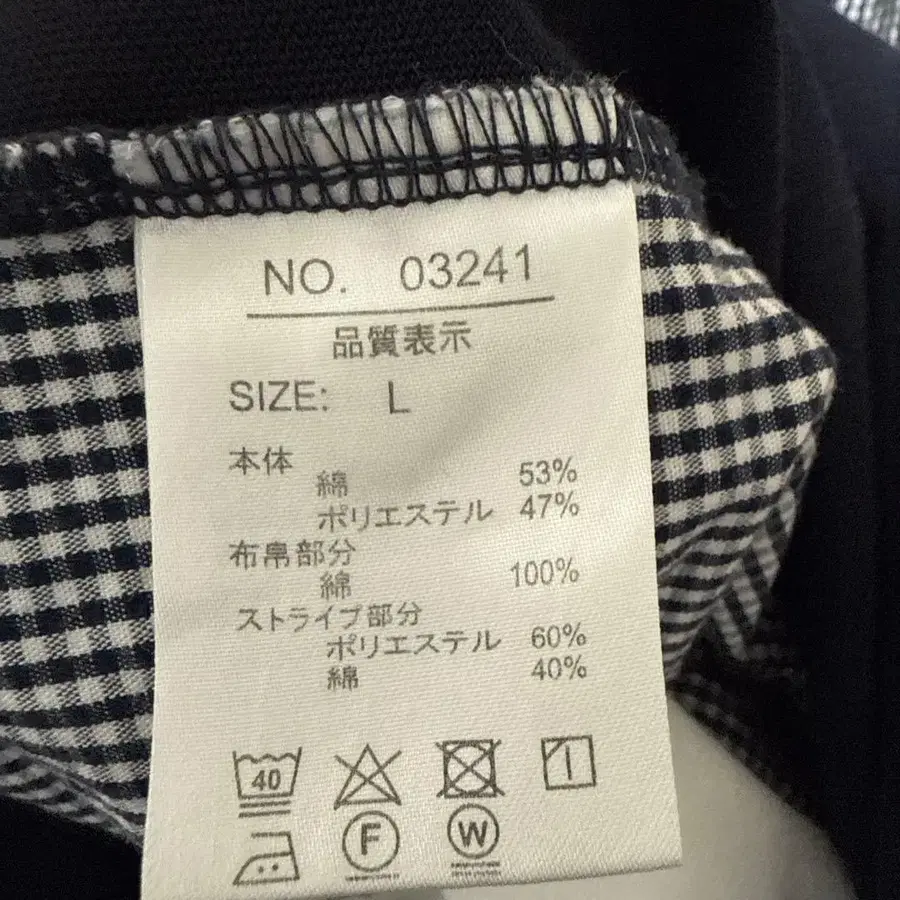 NO. 03241
品質表示
SIZE: L
本体
綿 53%
ポリエステル 47%
布帛部分
綿 100%
ストライプ部分
ポリエステル 60%
綿 40%
40
F W